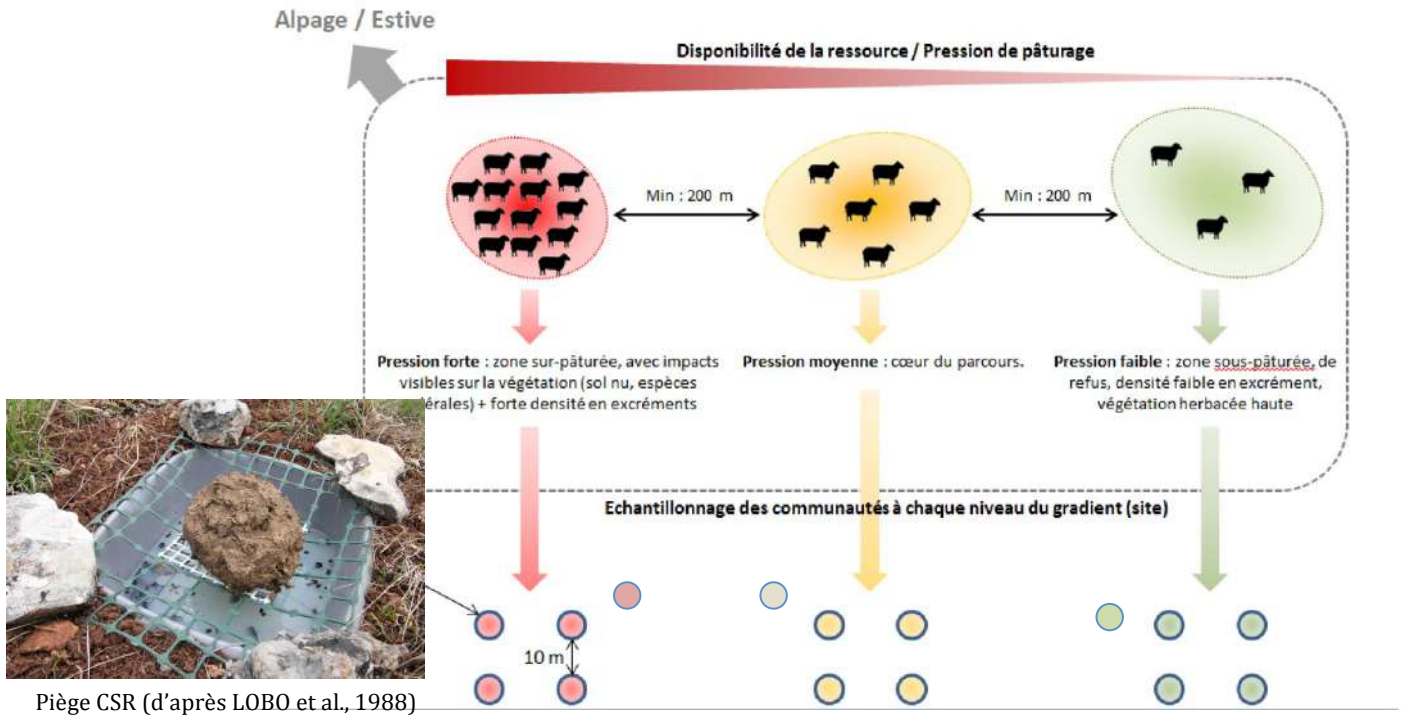 Alpage / Estive
Disponibilité de la ressource / Pression de pâturage
Min : 200 m
Min : 200 m
Pression forte : zone sur-pâturée, avec impacts
visibles sur la végétation (sol nu, espèces
+ forte densité en excréments
Pression moyenne : cœur du parcours.
Pression faible : zone sous-pâturée, de
refus, densité faible en excrément,
végétation herbacée haute
Echantillonnage des communautés à chaque niveau du gradient (site)
10 m
Piège CSR (d'après LOBO et al., 1988)